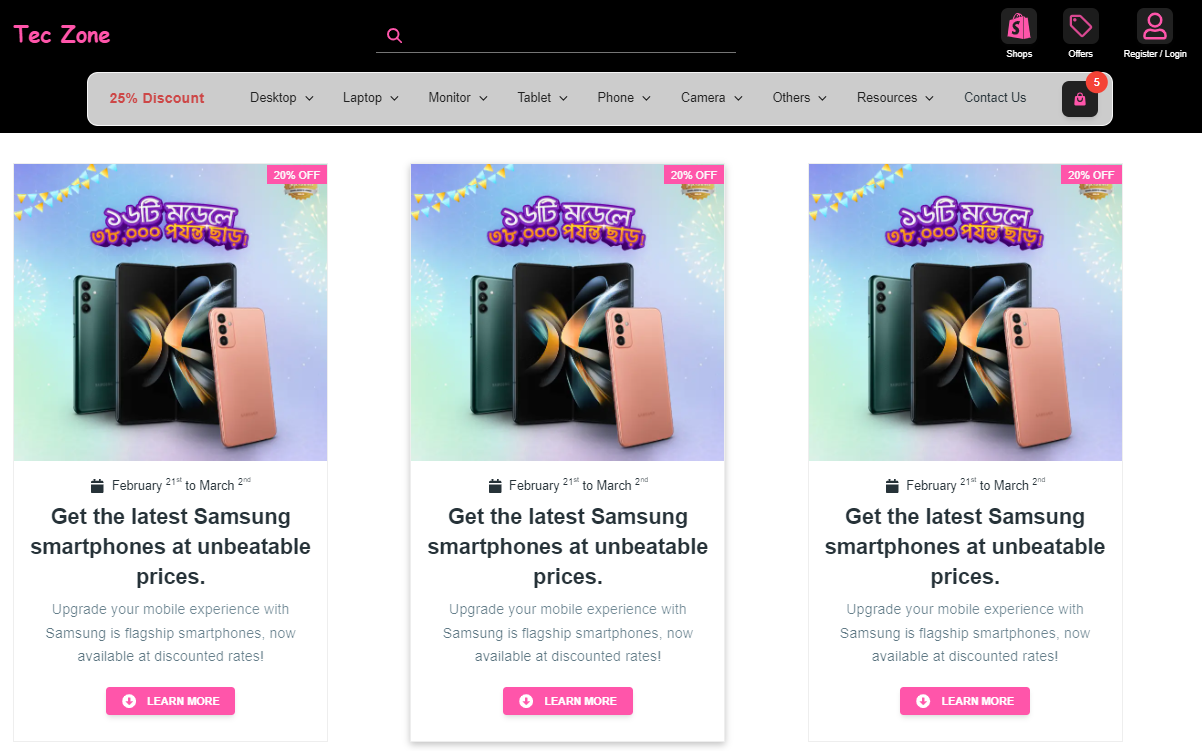 Tec Zone
Shops
Offers
Register / Login
25% Discount
Desktop
Laptop
Monitor
Tablet
Phone
Camera
Others
Resources
Contact Us
5
20% OFF
১৬টি মডেলে
৩৮,০০০ পর্যন্ত ছাড়
February 21st to March 2nd
Get the latest Samsung
smartphones at unbeatable
prices.
Upgrade your mobile experience with
Samsung is flagship smartphones, now
available at discounted rates!
LEARN MORE
20% OFF
১৬টি মডেলে
৩৮,০০০ পর্যন্ত ছাড়
February 21st to March 2nd
Get the latest Samsung
smartphones at unbeatable
prices.
Upgrade your mobile experience with
Samsung is flagship smartphones, now
available at discounted rates!
LEARN MORE
20% OFF
১৬টি মডেলে
৩৮,০০০ পর্যন্ত ছাড়
February 21st to March 2nd
Get the latest Samsung
smartphones at unbeatable
prices.
Upgrade your mobile experience with
Samsung is flagship smartphones, now
available at discounted rates!
LEARN MORE